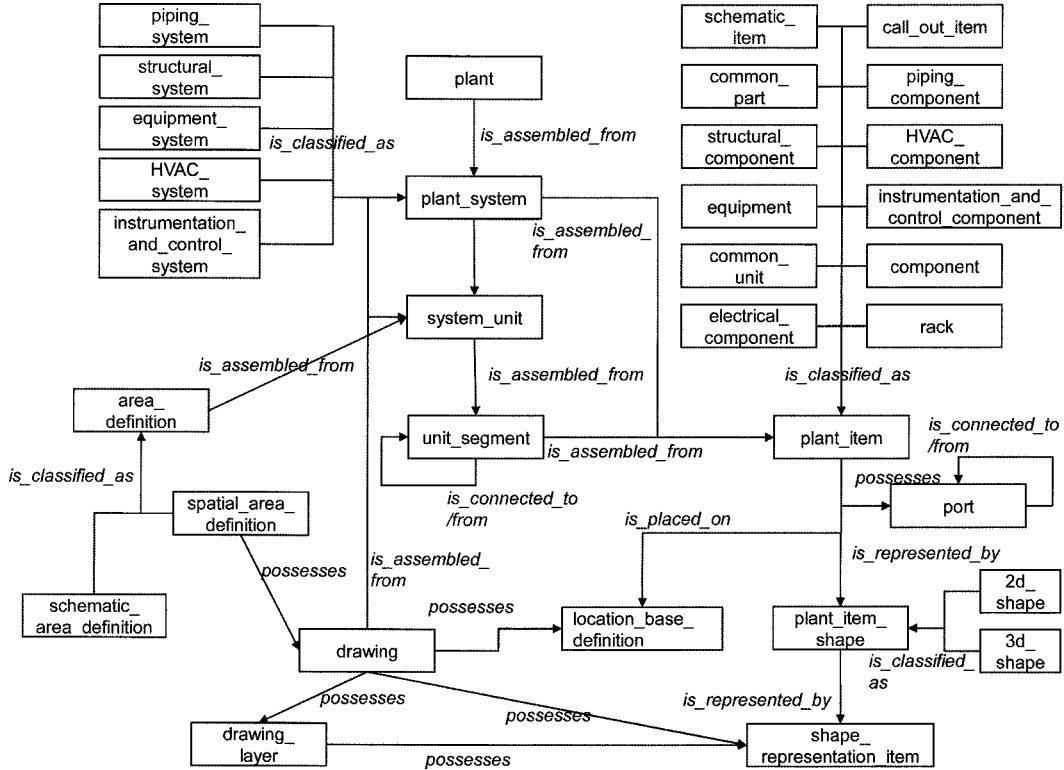 piping_
system
structural_
system
equipment_
system
HVAC_
system
instrumentation_
and_control_
system
is_classified_as
plant
is_assembled_from
plant_system
is_assembled_
from
system_unit
is_assembled_from
is_assembled_from
unit_segment
is_assembled_from
is_connected_to
/from
schematic_
item
call_out_item
common_
part
piping_
component
structural_
component
HVAC_
component
equipment
instrumentation_and_
control_component
common_
unit
component
electrical_
component
rack
is_classified_as
plant_item
is_connected_to
/from
possesses
port
area_
definition
is_classified_as
spatial_area_
definition
schematic_
area_definition
possesses
is_assembled_
from
is_placed_on
is_represented_by
possesses
location_base_
definition
plant_item_
shape
2d_
shape
3d_
shape
is_classified_
as
drawing
possesses
possesses
is_represented_by
drawing_
layer
possesses
shape_
representation_item